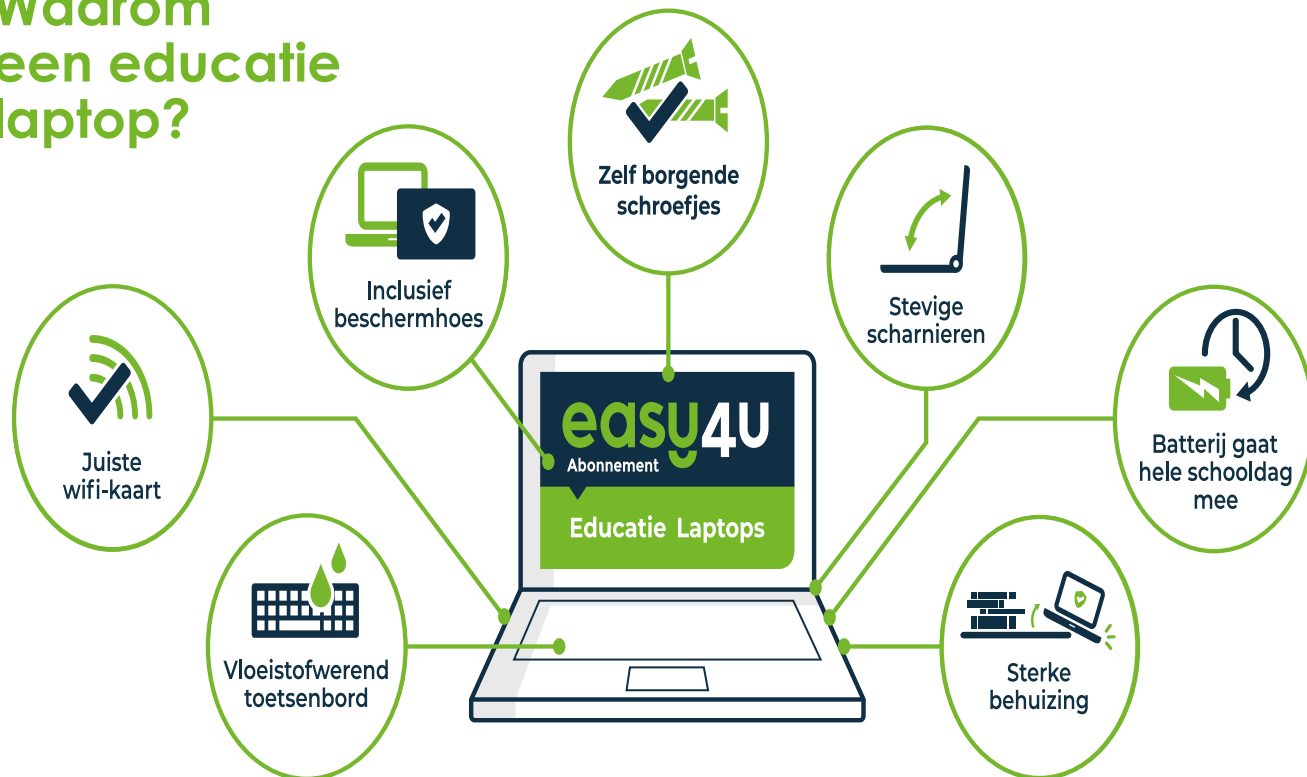 Waarom
een educatie
laptop?
Zelf borgende
schroefjes
Inclusief
beschermhoes
Stevige
scharnieren
Juiste
wifi-kaart
easy4u
Abonnement
Educatie Laptops
Batterij gaat
hele schooldag
mee
Vloeistofwerend
toetsenbord
Sterke
behuizing